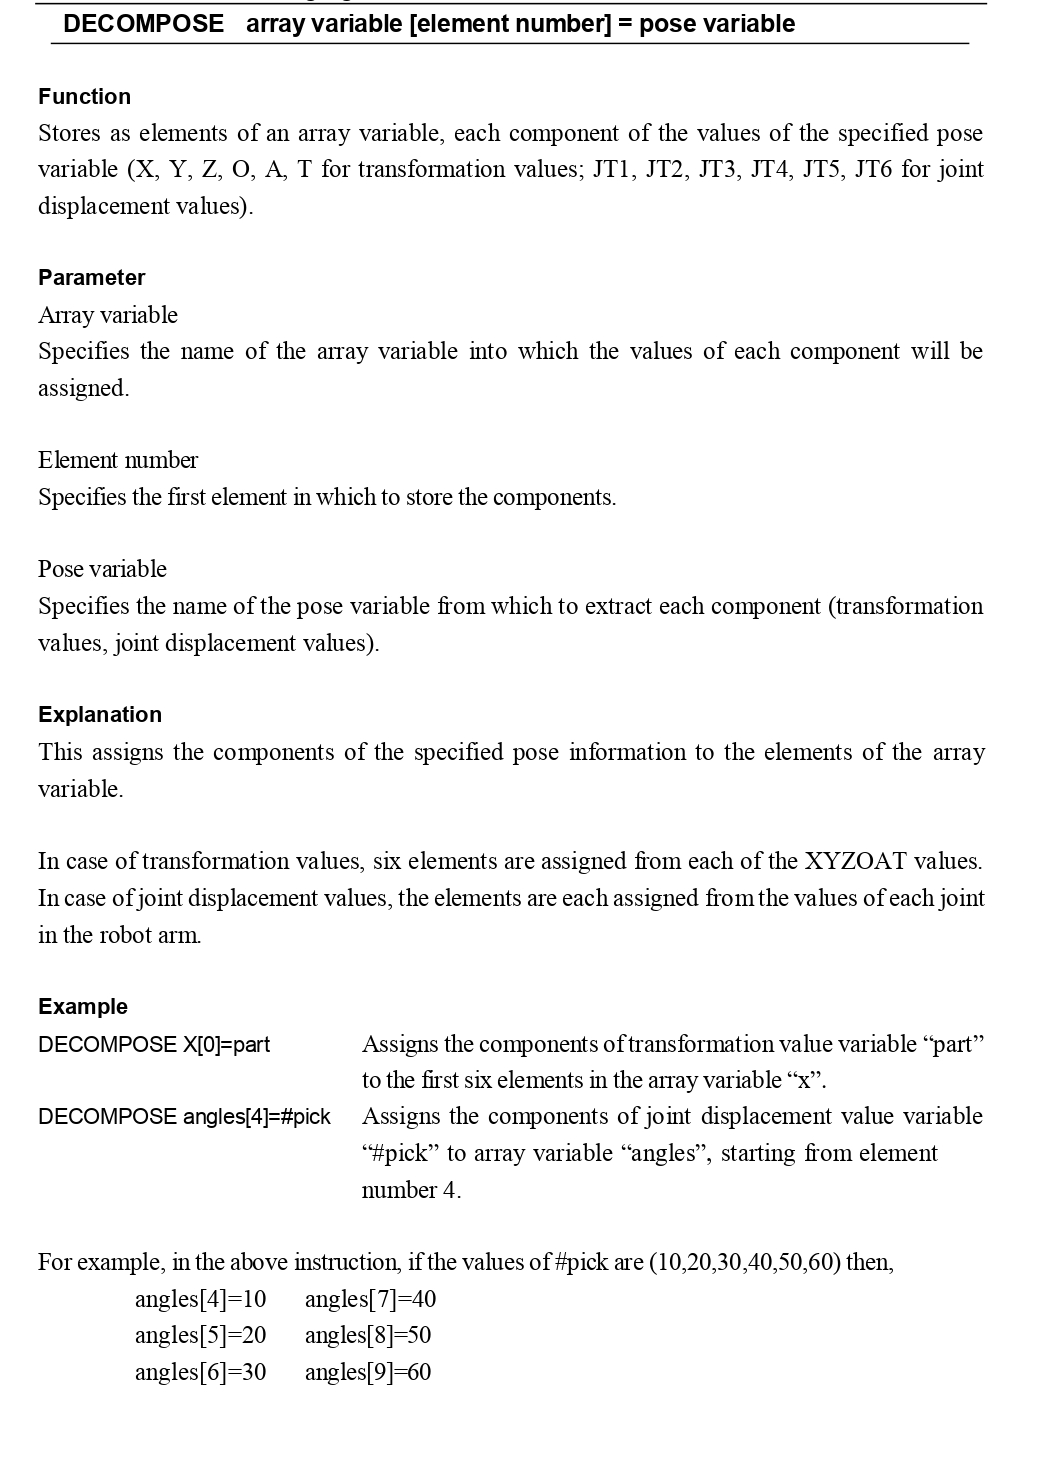 DECOMPOSE array variable [element number] = pose variable
Function
Stores as elements of an array variable, each component of the values of the specified pose
variable (X, Y, Z, O, A, T for transformation values; JT1, JT2, JT3, JT4, JT5, JT6 for joint
displacement values).
Parameter
Array variable
Specifies the name of the array variable into which the values of each component will be
assigned.
Element number
Specifies the first element in which to store the components.
Pose variable
Specifies the name of the pose variable from which to extract each component (transformation
values, joint displacement values).
Explanation
This assigns the components of the specified pose information to the elements of the array
variable.
In case of transformation values, six elements are assigned from each of the XYZOAT values.
In case of joint displacement values, the elements are each assigned from the values of each joint
in the robot arm.
Example
DECOMPOSE X[0]=part Assigns the components of transformation value variable “part”
to the first six elements in the array variable “x”.
DECOMPOSE angles[4]=#pick Assigns the components of joint displacement value variable
“#pick” to array variable “angles”, starting from element
number 4.
For example, in the above instruction, if the values of #pick are (10,20,30,40,50,60) then,
angles[4]=10 angles[7]=40
angles[5]=20 angles[8]=50
angles[6]=30 angles[9]=60